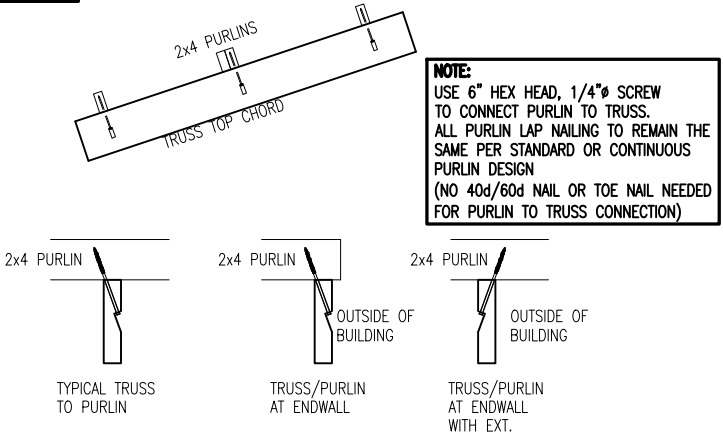 2x4 PURLINS
TRUSS TOP CHORD
NOTE:
USE 6" HEX HEAD, 1/4"ø SCREW
TO CONNECT PURLIN TO TRUSS.
ALL PURLIN LAP NAILING TO REMAIN THE
SAME PER STANDARD OR CONTINUOUS
PURLIN DESIGN
(NO 40d/60d NAIL OR TOE NAIL NEEDED
FOR PURLIN TO TRUSS CONNECTION)
2x4 PURLIN
TYPICAL TRUSS
TO PURLIN
2x4 PURLIN
OUTSIDE OF
BUILDING
TRUSS/PURLIN
AT ENDWALL
2x4 PURLIN
OUTSIDE OF
BUILDING
TRUSS/PURLIN
AT ENDWALL
WITH EXT.